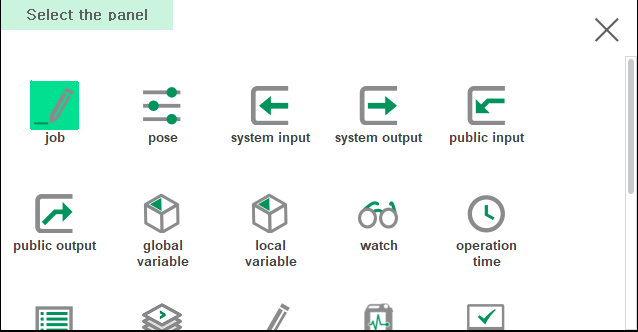 Select the panel
job
pose
system input
system output
public input
public output
global
variable
local
variable
watch
operation
time